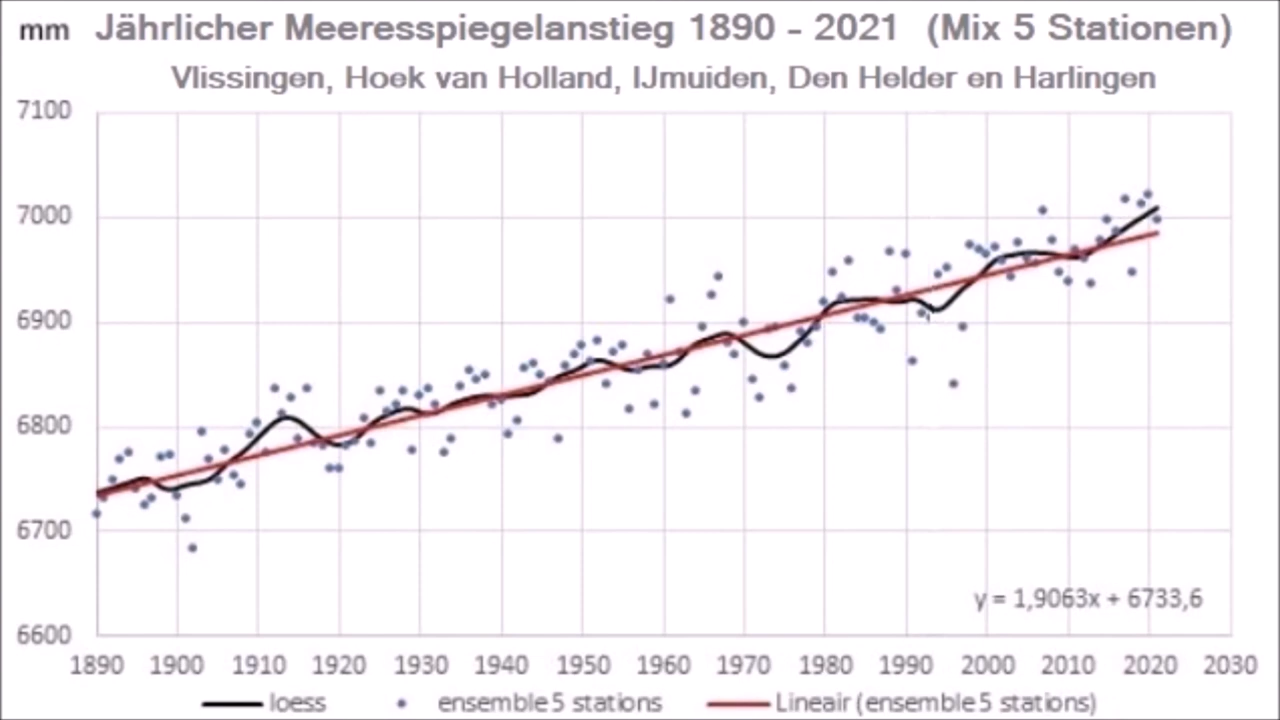 mm Jährlicher Meeresspiegelanstieg 1890 - 2021 (Mix 5 Stationen)
Vlissingen, Hoek van Holland, IJmuiden, Den Helder en Harlingen
7100
7000
6900
6800
6700
6600
y = 1,9063x + 6733,6
1890 1900 1910 1920 1930 1940 1950 1960 1970 1980 1990 2000 2010 2020 2030
loess ensemble 5 stations Lineair (ensemble 5 stations)